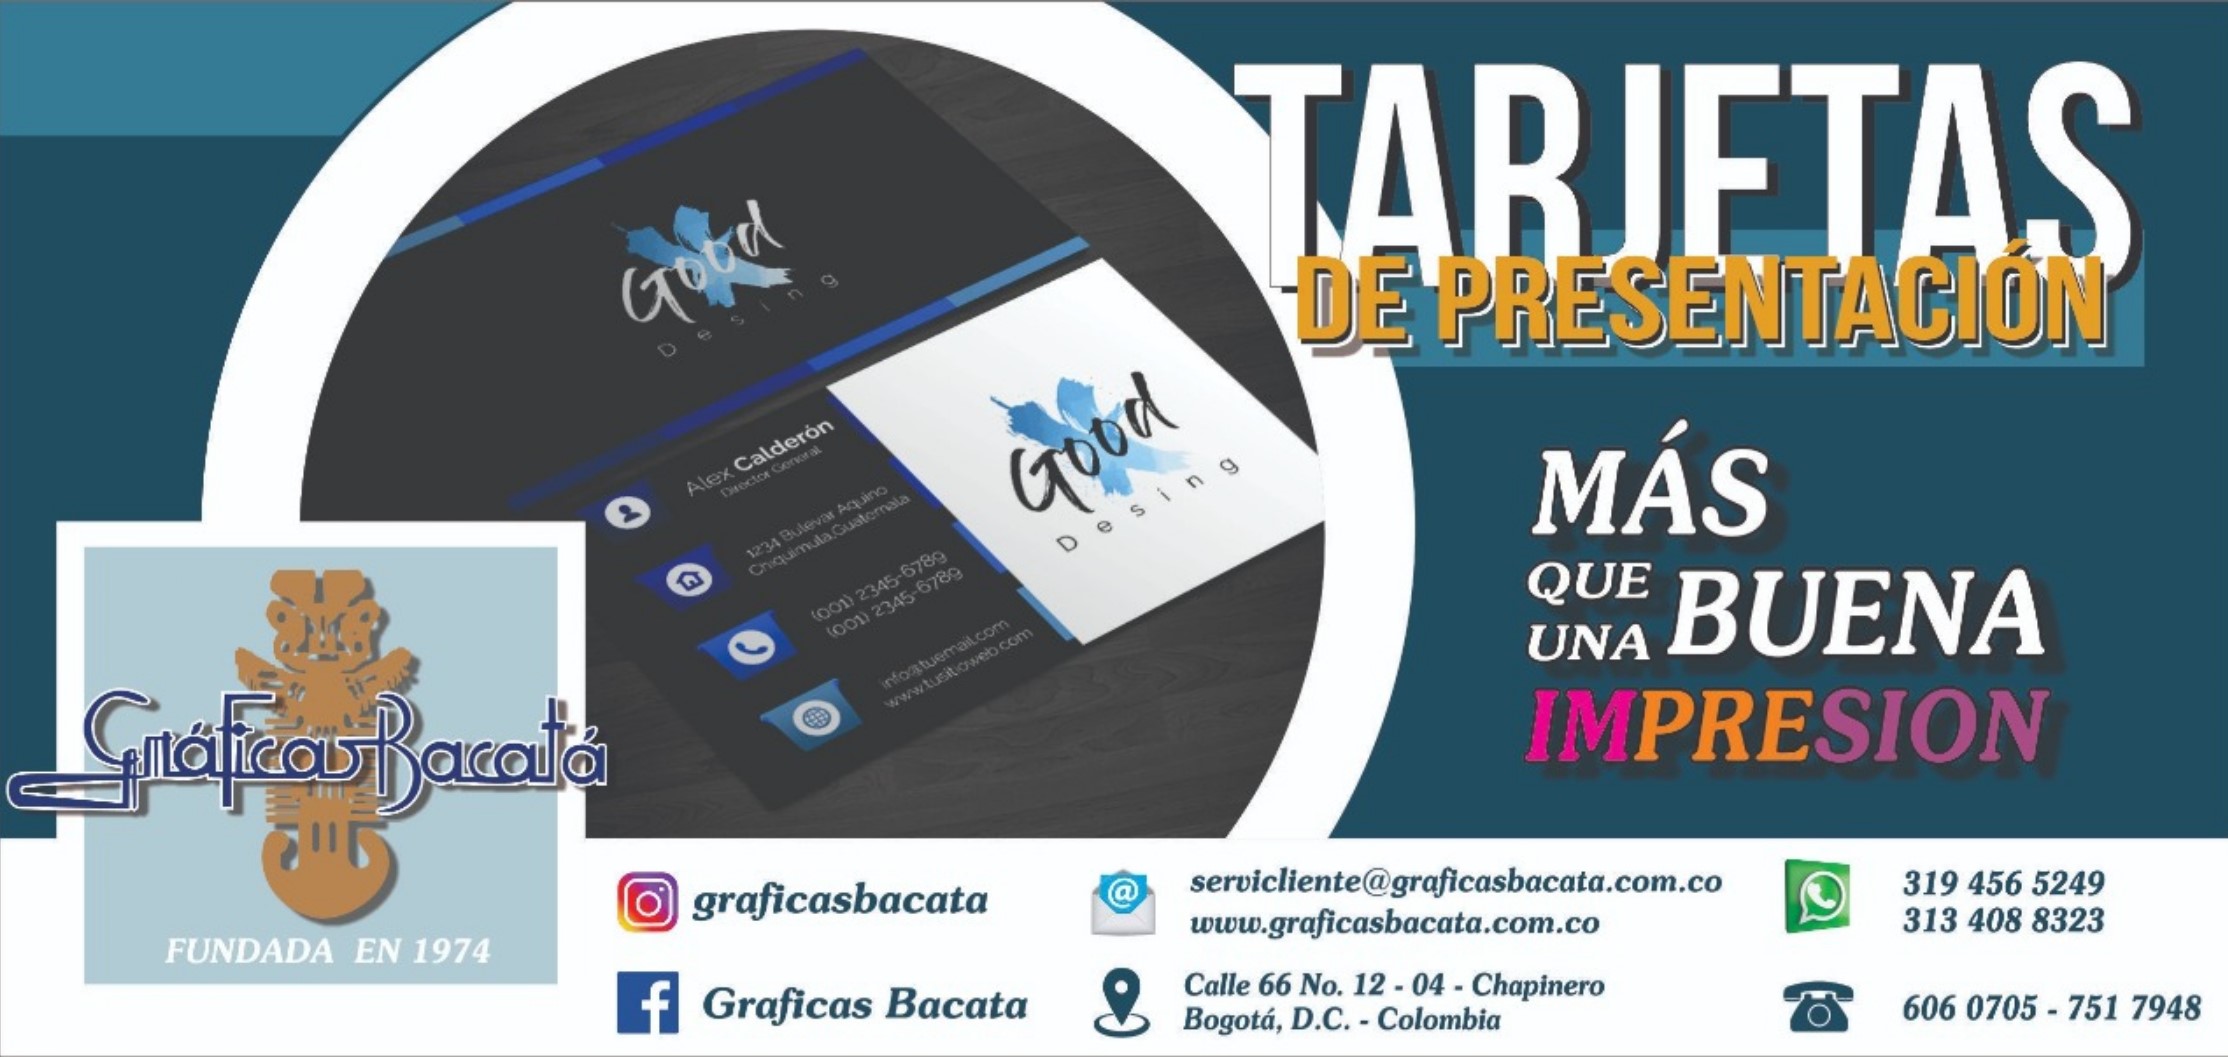 TARJETAS
DE PRESENTACIÓN
Good
Desing
Good
Desing
Alex Calderón
Director General
1234 Bulevar Aquino
Chiquimula,Guatemala
(001) 2345-6789
(001) 2345-6789
info@tuemail.com
www.tusitioweb.com
MÁS
QUE
UNA BUENA
IMPRESION
Gráficas Bacatá
FUNDADA EN 1974
graficasbacata
Graficas Bacata
servicliente@graficasbacata.com.co
www.graficasbacata.com.co
Calle 66 No. 12 - 04 - Chapinero
Bogotá, D.C. - Colombia
319 456 5249
313 408 8323
606 0705 - 751 7948